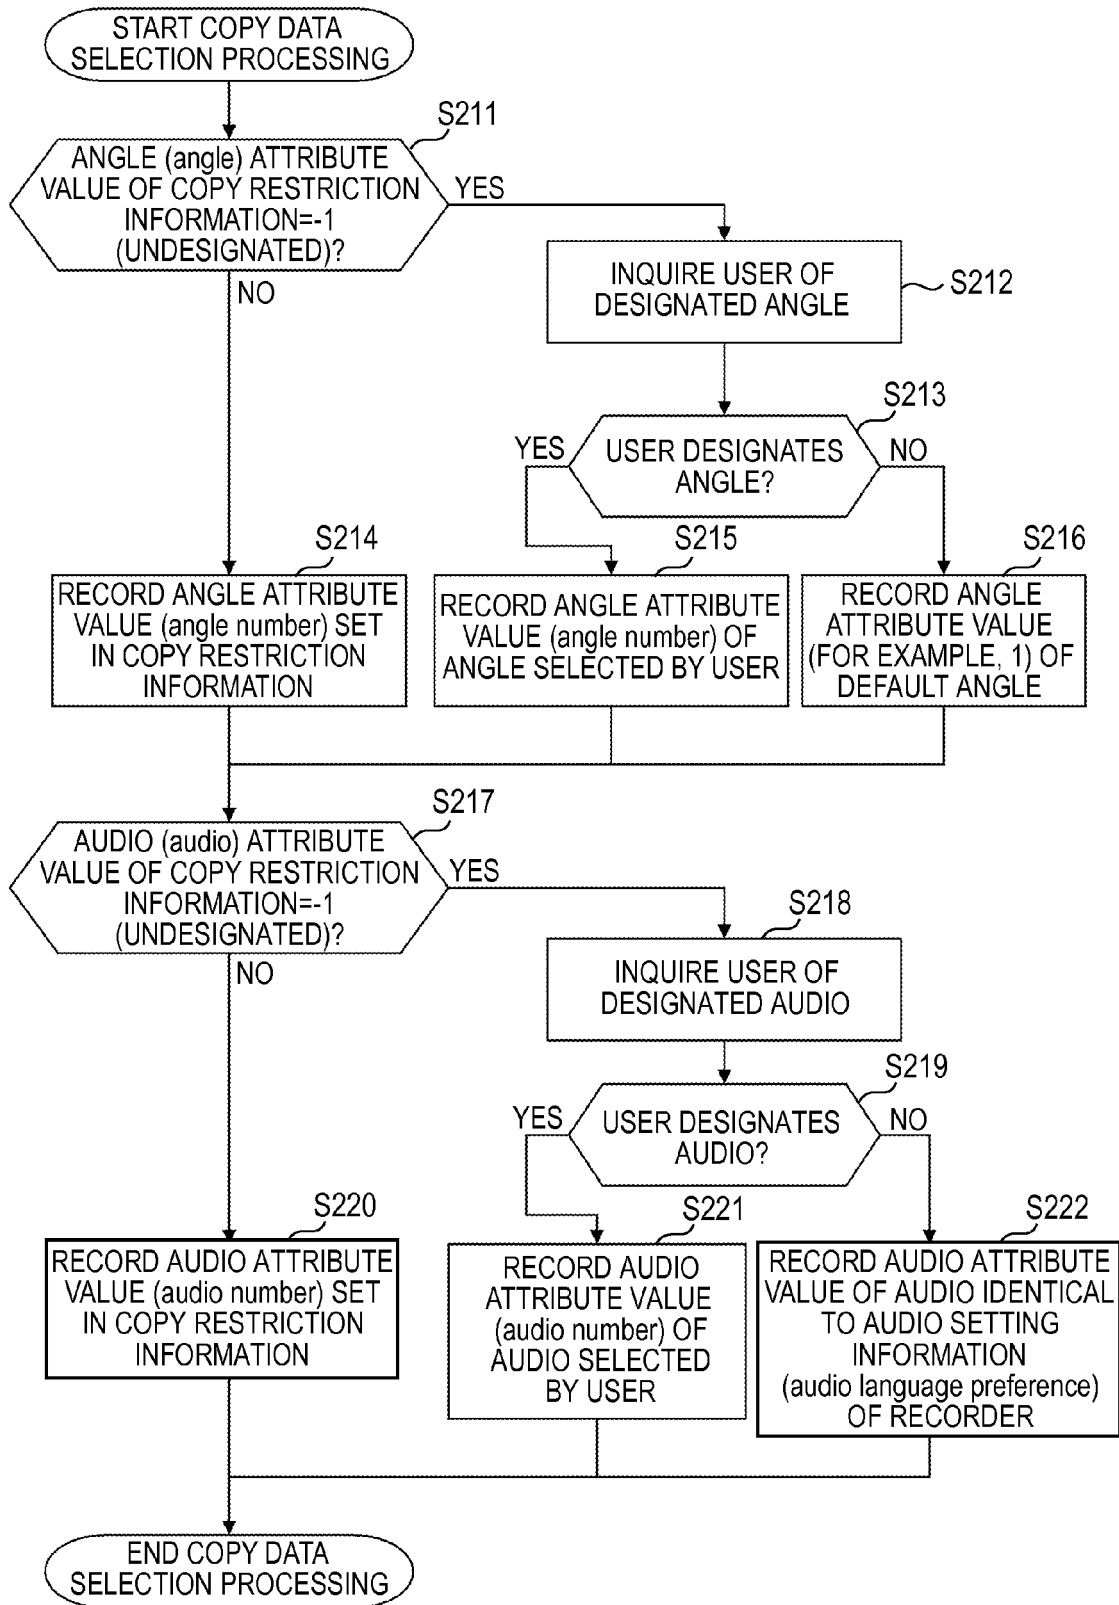 START COPY DATA
SELECTION PROCESSING
S211
ANGLE (angle) ATTRIBUTE
VALUE OF COPY RESTRICTION
INFORMATION=-1
(UNDESIGNATED)?
YES
NO
INQUIRE USER OF
DESIGNATED ANGLE
S212
S213
USER DESIGNATES
ANGLE?
YES
NO
S214
RECORD ANGLE ATTRIBUTE
VALUE (angle number) SET
IN COPY RESTRICTION
INFORMATION
S215
RECORD ANGLE ATTRIBUTE
VALUE (angle number) OF
ANGLE SELECTED BY USER
S216
RECORD ANGLE
ATTRIBUTE VALUE
(FOR EXAMPLE, 1) OF
DEFAULT ANGLE
S217
AUDIO (audio) ATTRIBUTE
VALUE OF COPY RESTRICTION
INFORMATION=-1
(UNDESIGNATED)?
YES
NO
S218
INQUIRE USER OF
DESIGNATED AUDIO
S219
USER DESIGNATES
AUDIO?
YES
NO
S220
RECORD AUDIO ATTRIBUTE
VALUE (audio number) SET
IN COPY RESTRICTION
INFORMATION
S221
RECORD AUDIO
ATTRIBUTE VALUE
(audio number) OF
AUDIO SELECTED
BY USER
S222
RECORD AUDIO ATTRIBUTE
VALUE OF AUDIO IDENTICAL
TO AUDIO SETTING
INFORMATION
(audio language preference)
OF RECORDER
END COPY DATA
SELECTION PROCESSING